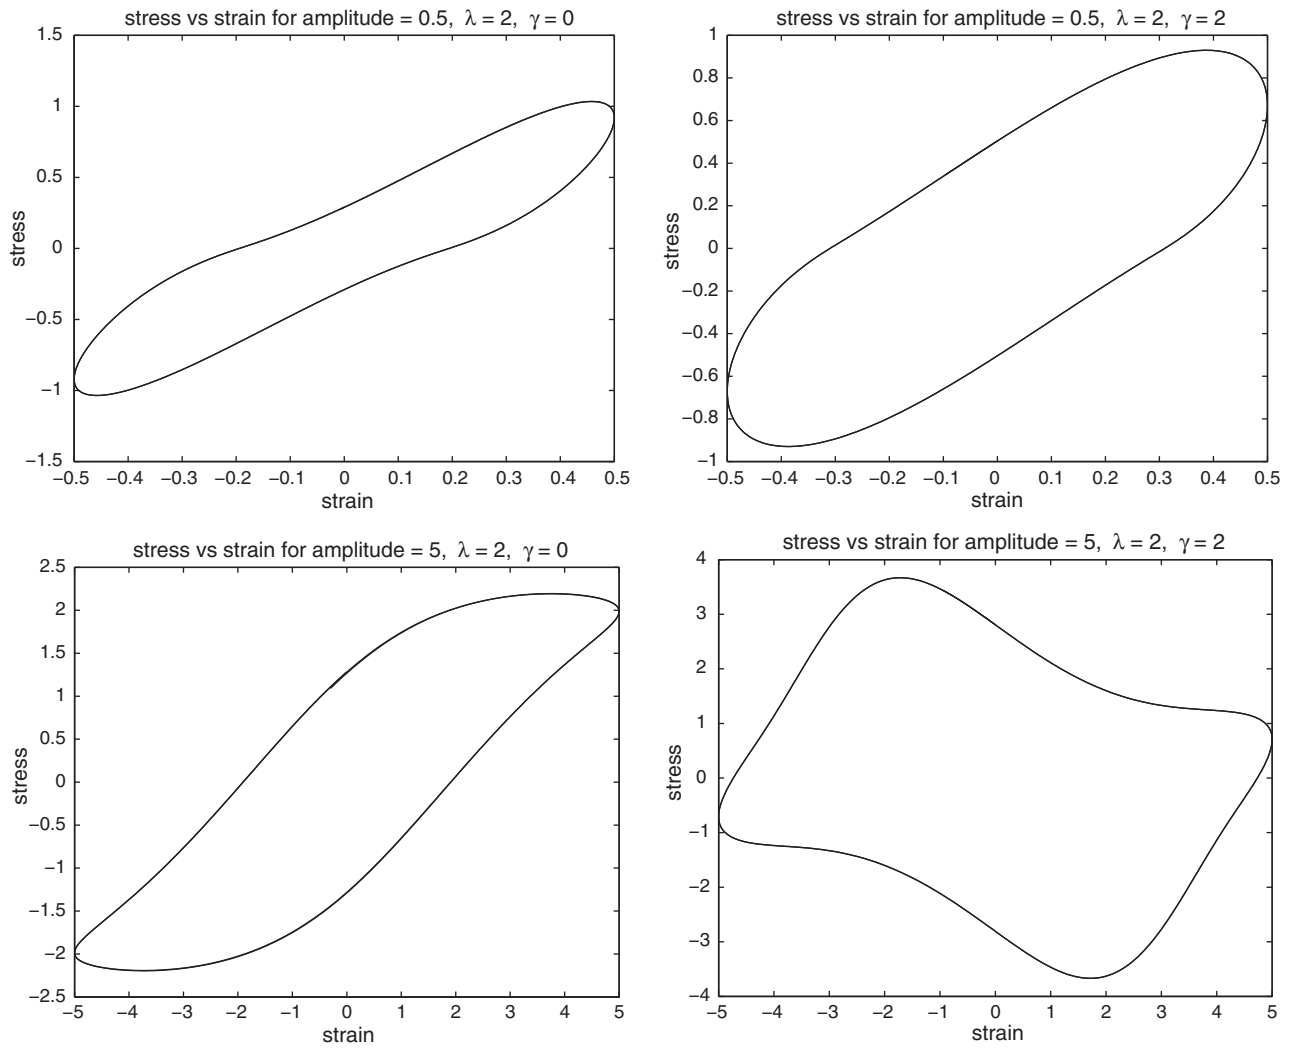 stress vs strain for amplitude = 0.5, λ = 2, γ = 0
1.5
1
0.5
0
−0.5
−1
−1.5
stress
−0.5 −0.4 −0.3 −0.2 −0.1 0 0.1 0.2 0.3 0.4 0.5
strain
stress vs strain for amplitude = 0.5, λ = 2, γ = 2
1
0.8
0.6
0.4
0.2
0
−0.2
−0.4
−0.6
−0.8
−1
stress
−0.5 −0.4 −0.3 −0.2 −0.1 0 0.1 0.2 0.3 0.4 0.5
strain
stress vs strain for amplitude = 5, λ = 2, γ = 0
2.5
2
1.5
1
0.5
0
−0.5
−1
−1.5
−2
−2.5
stress
−5 −4 −3 −2 −1 0 1 2 3 4 5
strain
stress vs strain for amplitude = 5, λ = 2, γ = 2
4
3
2
1
0
−1
−2
−3
−4
stress
−5 −4 −3 −2 −1 0 1 2 3 4 5
strain